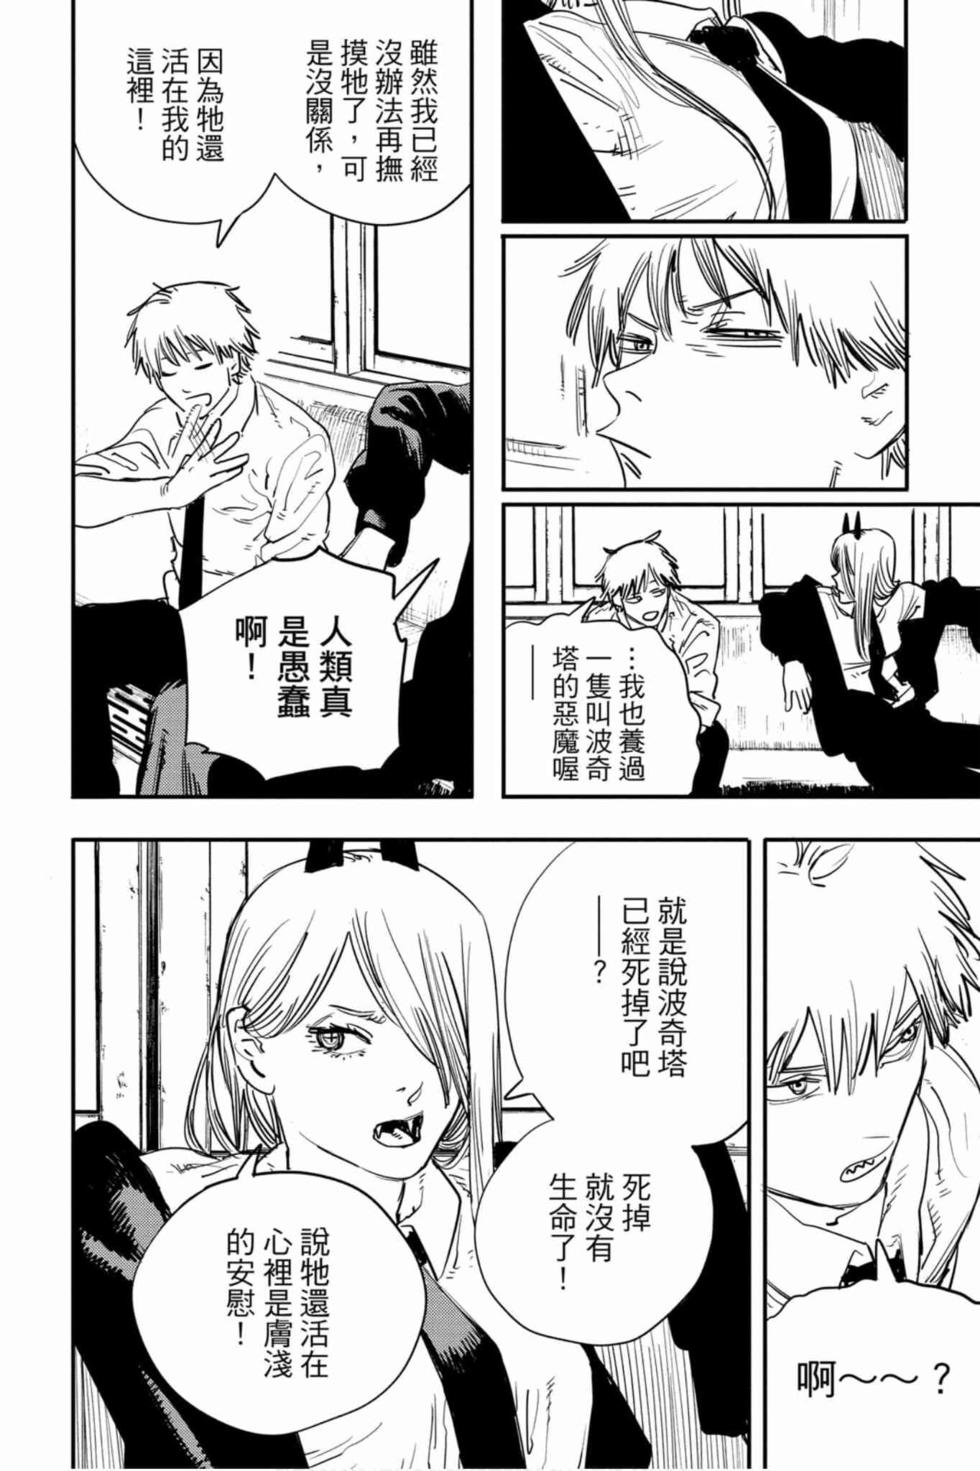 …我也養過
一隻叫波奇
塔的惡魔喔
——
雖然我已經
沒辦法再撫
摸牠了，可
是沒關係，
因為牠還
活在我的
這裡！
人類真
是愚蠢
啊！
啊～～？
就是說波奇塔
已經死掉了吧
——？
死掉
就沒有
生命了！
說牠還活在
心裡是膚淺
的安慰！